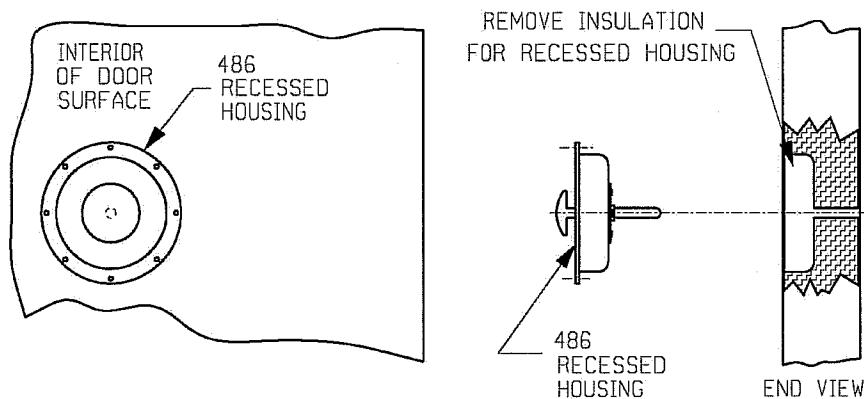 INTERIOR
OF DOOR
SURFACE
486
RECESSED
HOUSING
REMOVE INSULATION
FOR RECESSED HOUSING
486
RECESSED
HOUSING
END VIEW